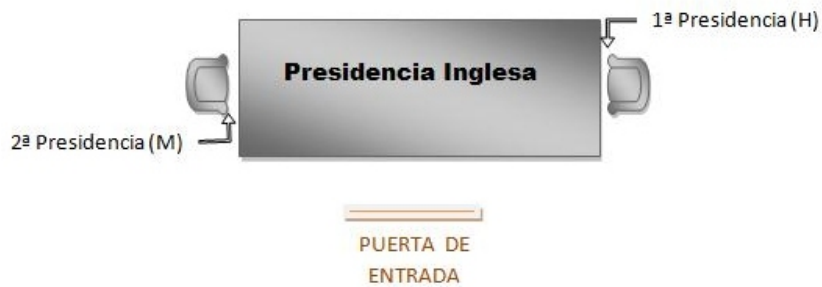 1ª Presidencia (H)
Presidencia Inglesa
2ª Presidencia (M)
PUERTA DE
ENTRADA